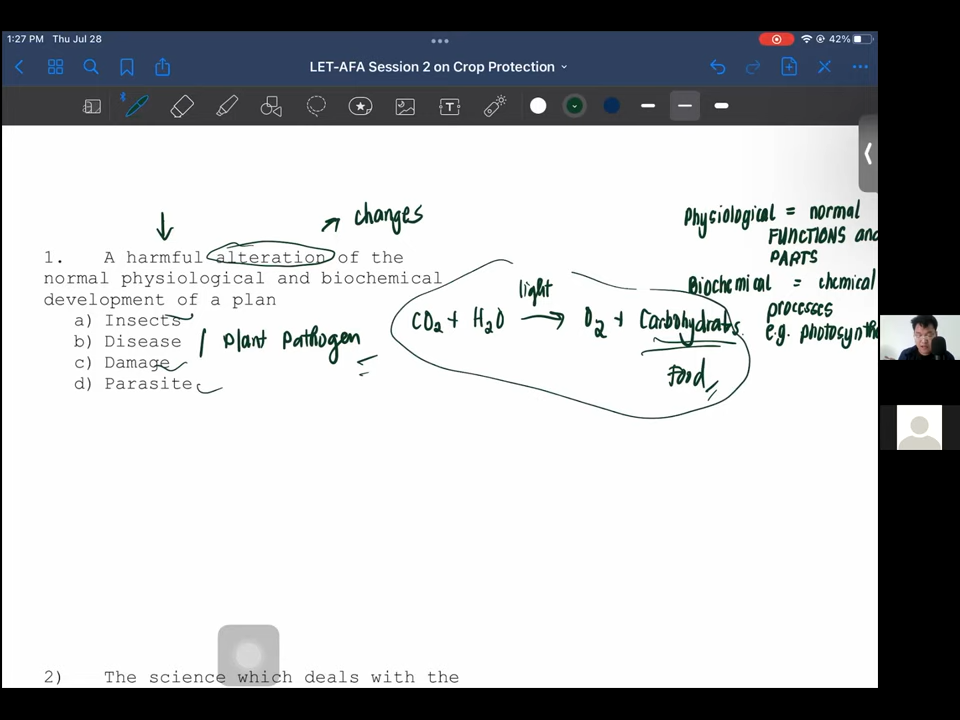 1:27 PM Thu Jul 28
42%
LET-AFA Session 2 on Crop Protection
changes
Physiological = normal
FUNCTIONS and
PARTS
1. A harmful alteration of the
normal physiological and biochemical
development of a plan
Biochemical = chemical
processes
e.g. photosynthe
light
CO2 + H2O → O2 + Carbohydrates
Food
a) Insects
b) Disease / Plant Pathogen
c) Damage
d) Parasite
2) The science which deals with the